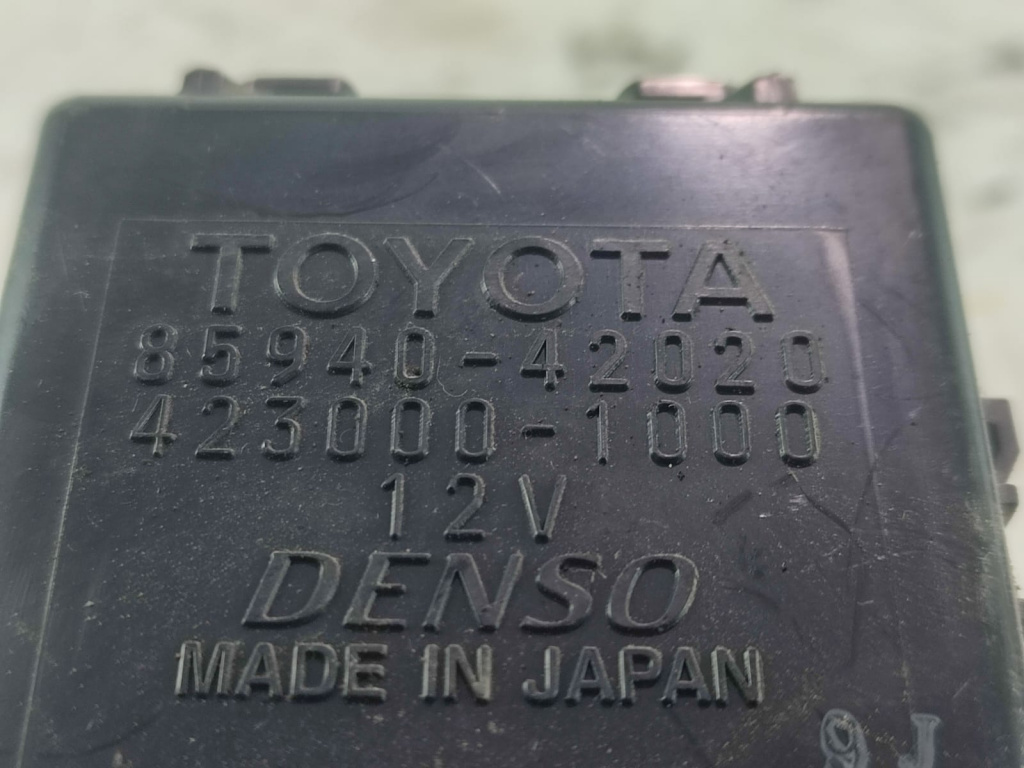 TOYOTA
85940-42020
423000-1000
12V
DENSO
MADE IN JAPAN
9J